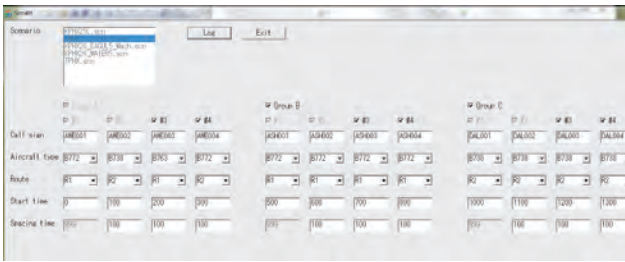 Scenario
Log Exit
Group B Group C
#3 #4 #3 #4 #3 #4
Call sign AME001 AME002 AME003 AME004 ASH001 ASH002 ASH003 ASH004 DAL001 DAL002 DAL003 DAL004
Aircraft type B772 B738 B763 B772 B772 B772 B772 B772 B738 B738 B738 B738
Route R1 R2 R1 R2 R1 R1 R1 R1 R2 R2 R2 R2
Start time 0 100 200 300 500 600 700 800 1000 1100 1200 1300
Spacing time 999 100 100 100 999 100 100 100 999 100 100 100